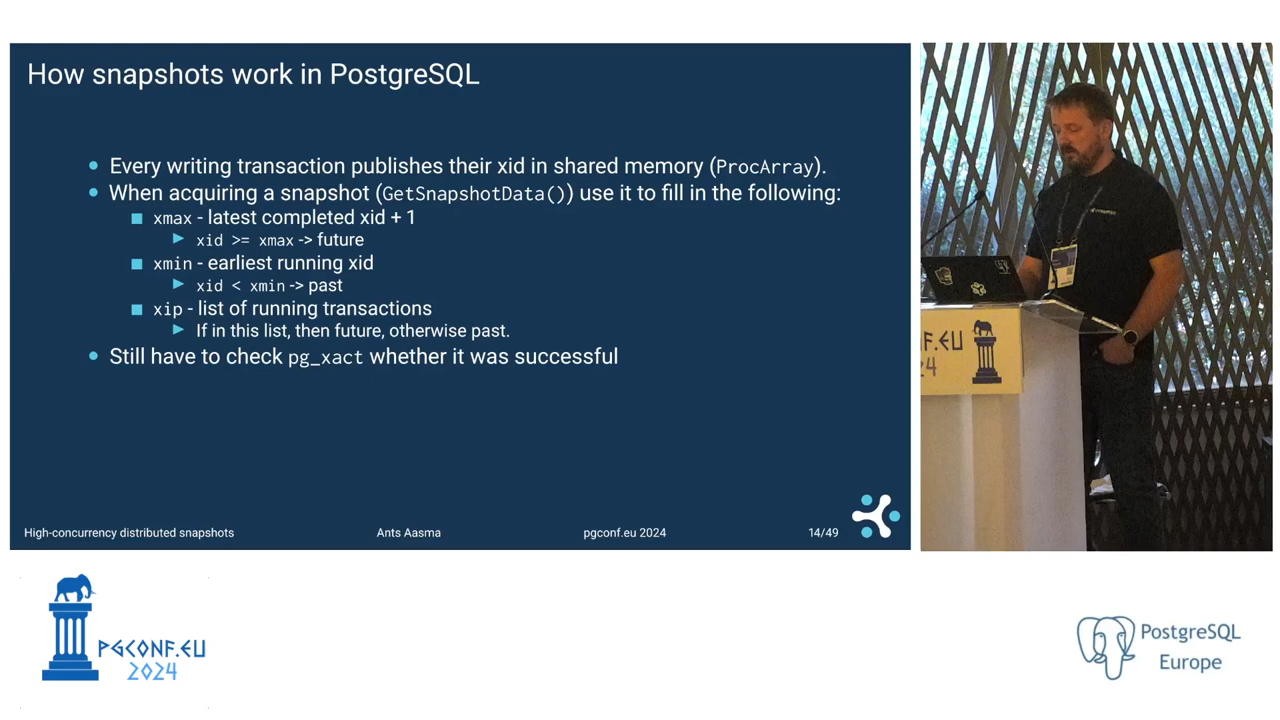 How snapshots work in PostgreSQL
• Every writing transaction publishes their xid in shared memory (ProcArray).
• When acquiring a snapshot (GetSnapshotData()) use it to fill in the following:
■ xmax - latest completed xid + 1
▶ xid >= xmax -> future
■ xmin - earliest running xid
▶ xid < xmin -> past
■ xip - list of running transactions
▶ If in this list, then future, otherwise past.
• Still have to check pg_xact whether it was successful
High-concurrency distributed snapshots
Ants Aasma
pgconf.eu 2024
14/49
NF.EU
24
PGCONF.EU
2024
PostgreSQL
Europe